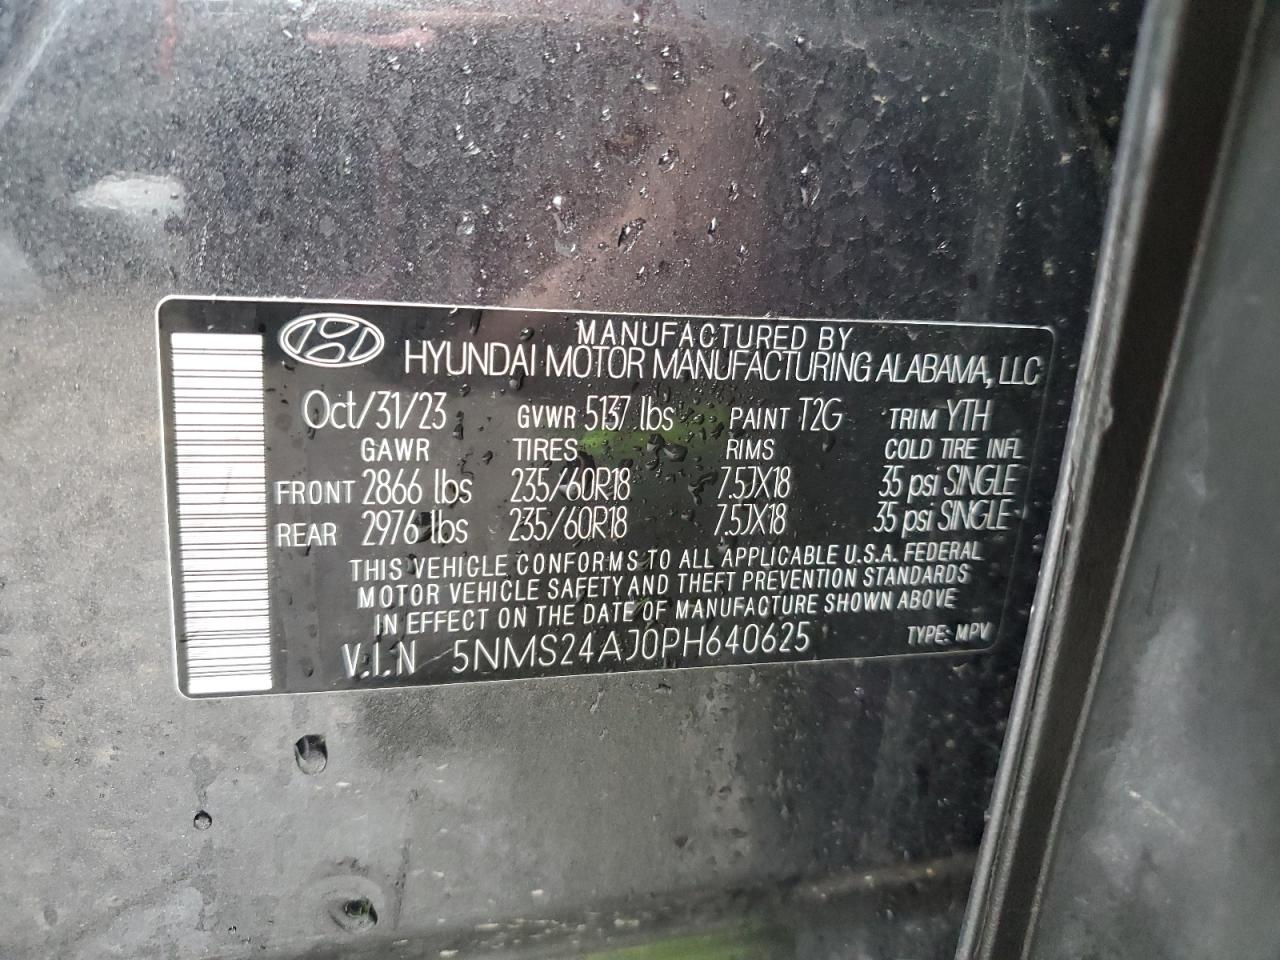 MANUFACTURED BY
HYUNDAI MOTOR MANUFACTURING ALABAMA, LLC
Oct/31/23 GVWR 5137 lbs PAINT T2G TRIM YTH
GAWR TIRES RIMS COLD TIRE INFL
FRONT 2866 lbs 235/60R18 7.5JX18 35 psi SINGLE
REAR 2976 lbs 235/60R18 7.5JX18 35 psi SINGLE
THIS VEHICLE CONFORMS TO ALL APPLICABLE U.S.A. FEDERAL
MOTOR VEHICLE SAFETY AND THEFT PREVENTION STANDARDS
IN EFFECT ON THE DATE OF MANUFACTURE SHOWN ABOVE
V.I.N 5NMS24AJ0PH640625 TYPE: MPV